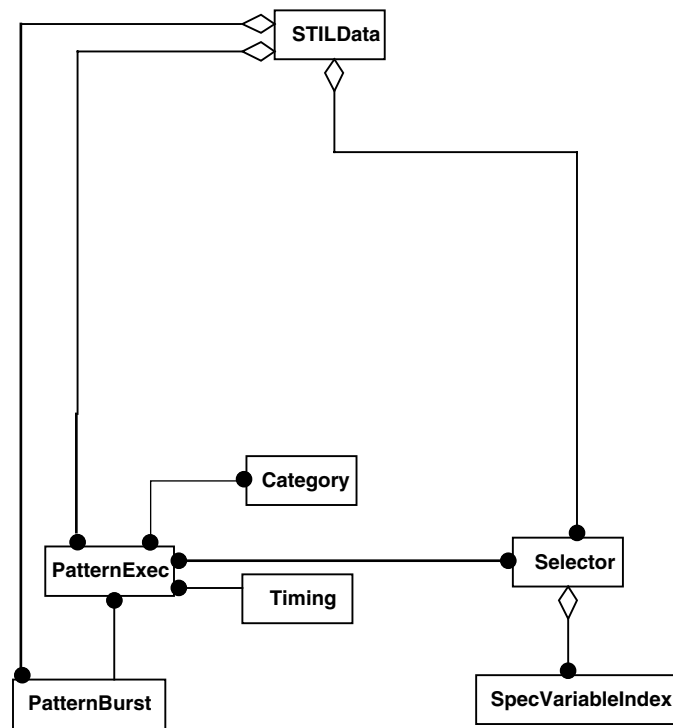 STILData
Category
PatternExec
Selector
Timing
PatternBurst
SpecVariableIndex